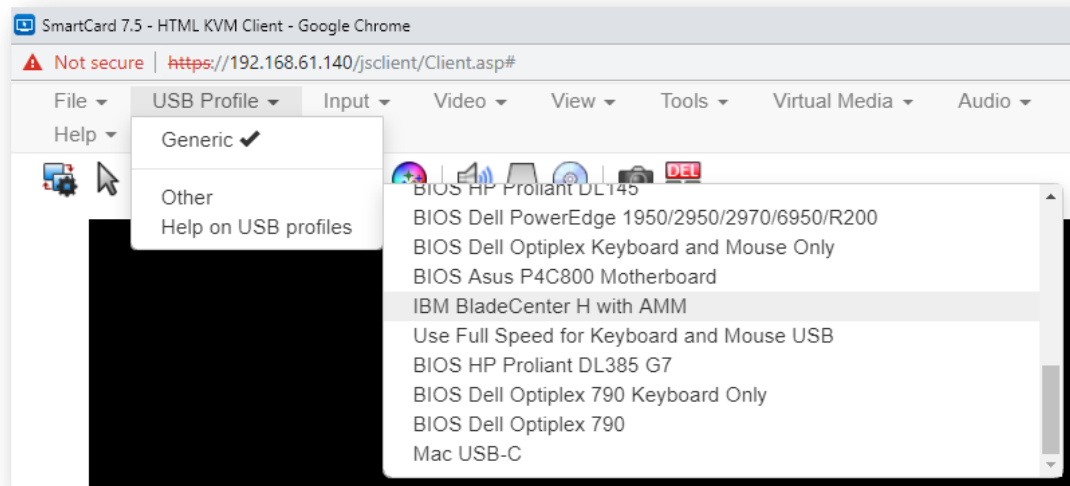 SmartCard 7.5 - HTML KVM Client - Google Chrome
Not secure | https://192.168.61.140/jsclient/Client.asp#
File USB Profile Input Video View Tools Virtual Media Audio
Help
Generic
Other
Help on USB profiles
DEL
BIOS HP Proliant DL145
BIOS Dell PowerEdge 1950/2950/2970/6950/R200
BIOS Dell Optiplex Keyboard and Mouse Only
BIOS Asus P4C800 Motherboard
IBM BladeCenter H with AMM
Use Full Speed for Keyboard and Mouse USB
BIOS HP Proliant DL385 G7
BIOS Dell Optiplex 790 Keyboard Only
BIOS Dell Optiplex 790
Mac USB-C